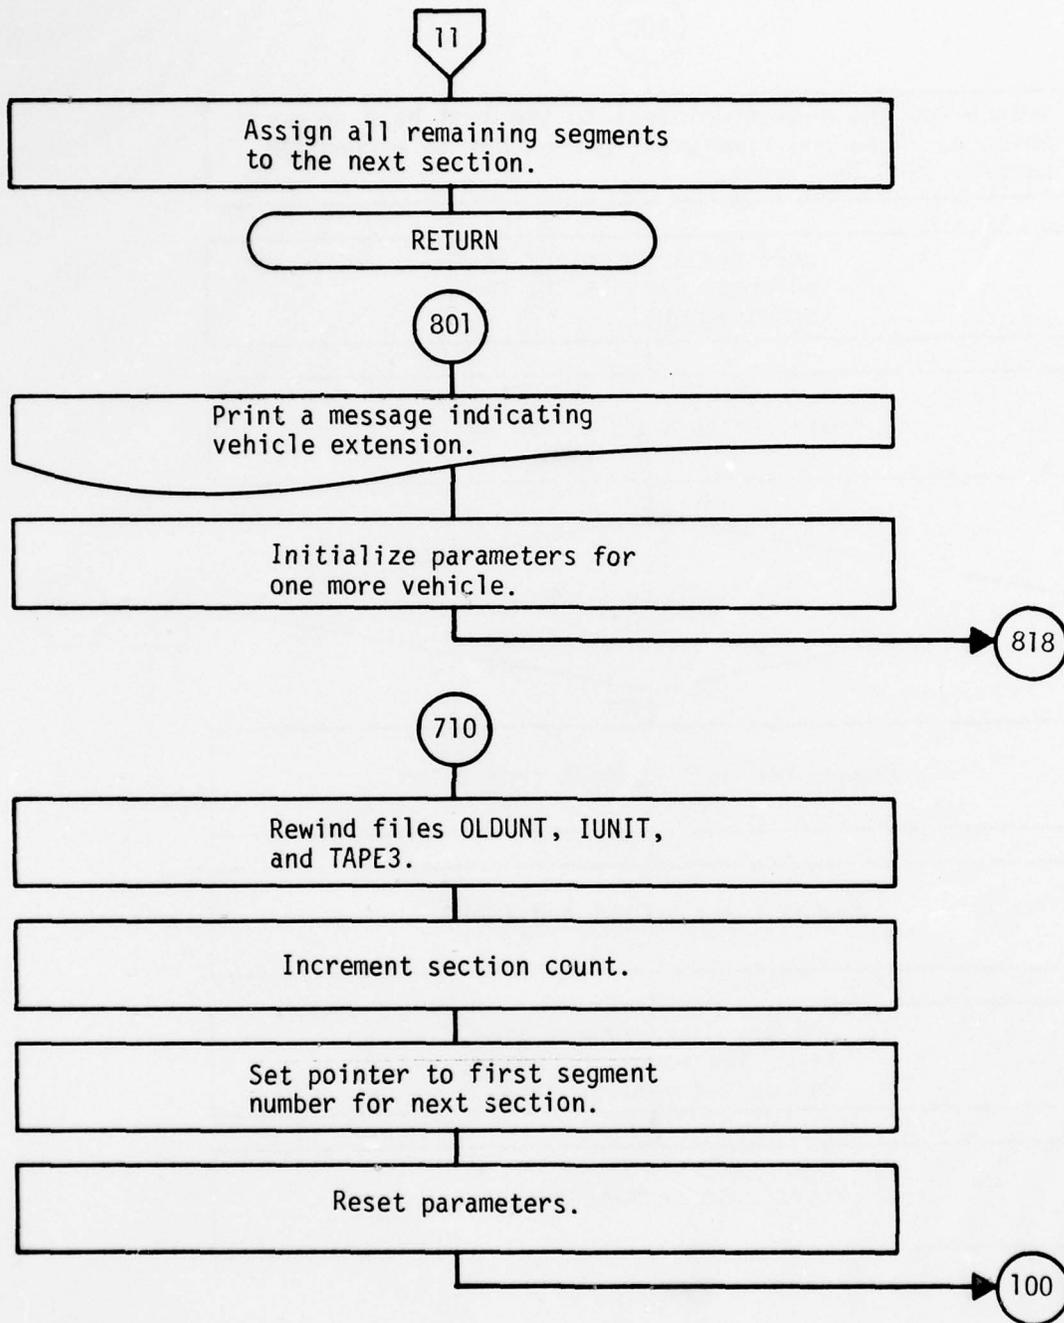 11
Assign all remaining segments
to the next section.
RETURN
801
Print a message indicating
vehicle extension.
Initialize parameters for
one more vehicle.
818
710
Rewind files OLDUNT, IUNIT,
and TAPE3.
Increment section count.
Set pointer to first segment
number for next section.
Reset parameters.
100